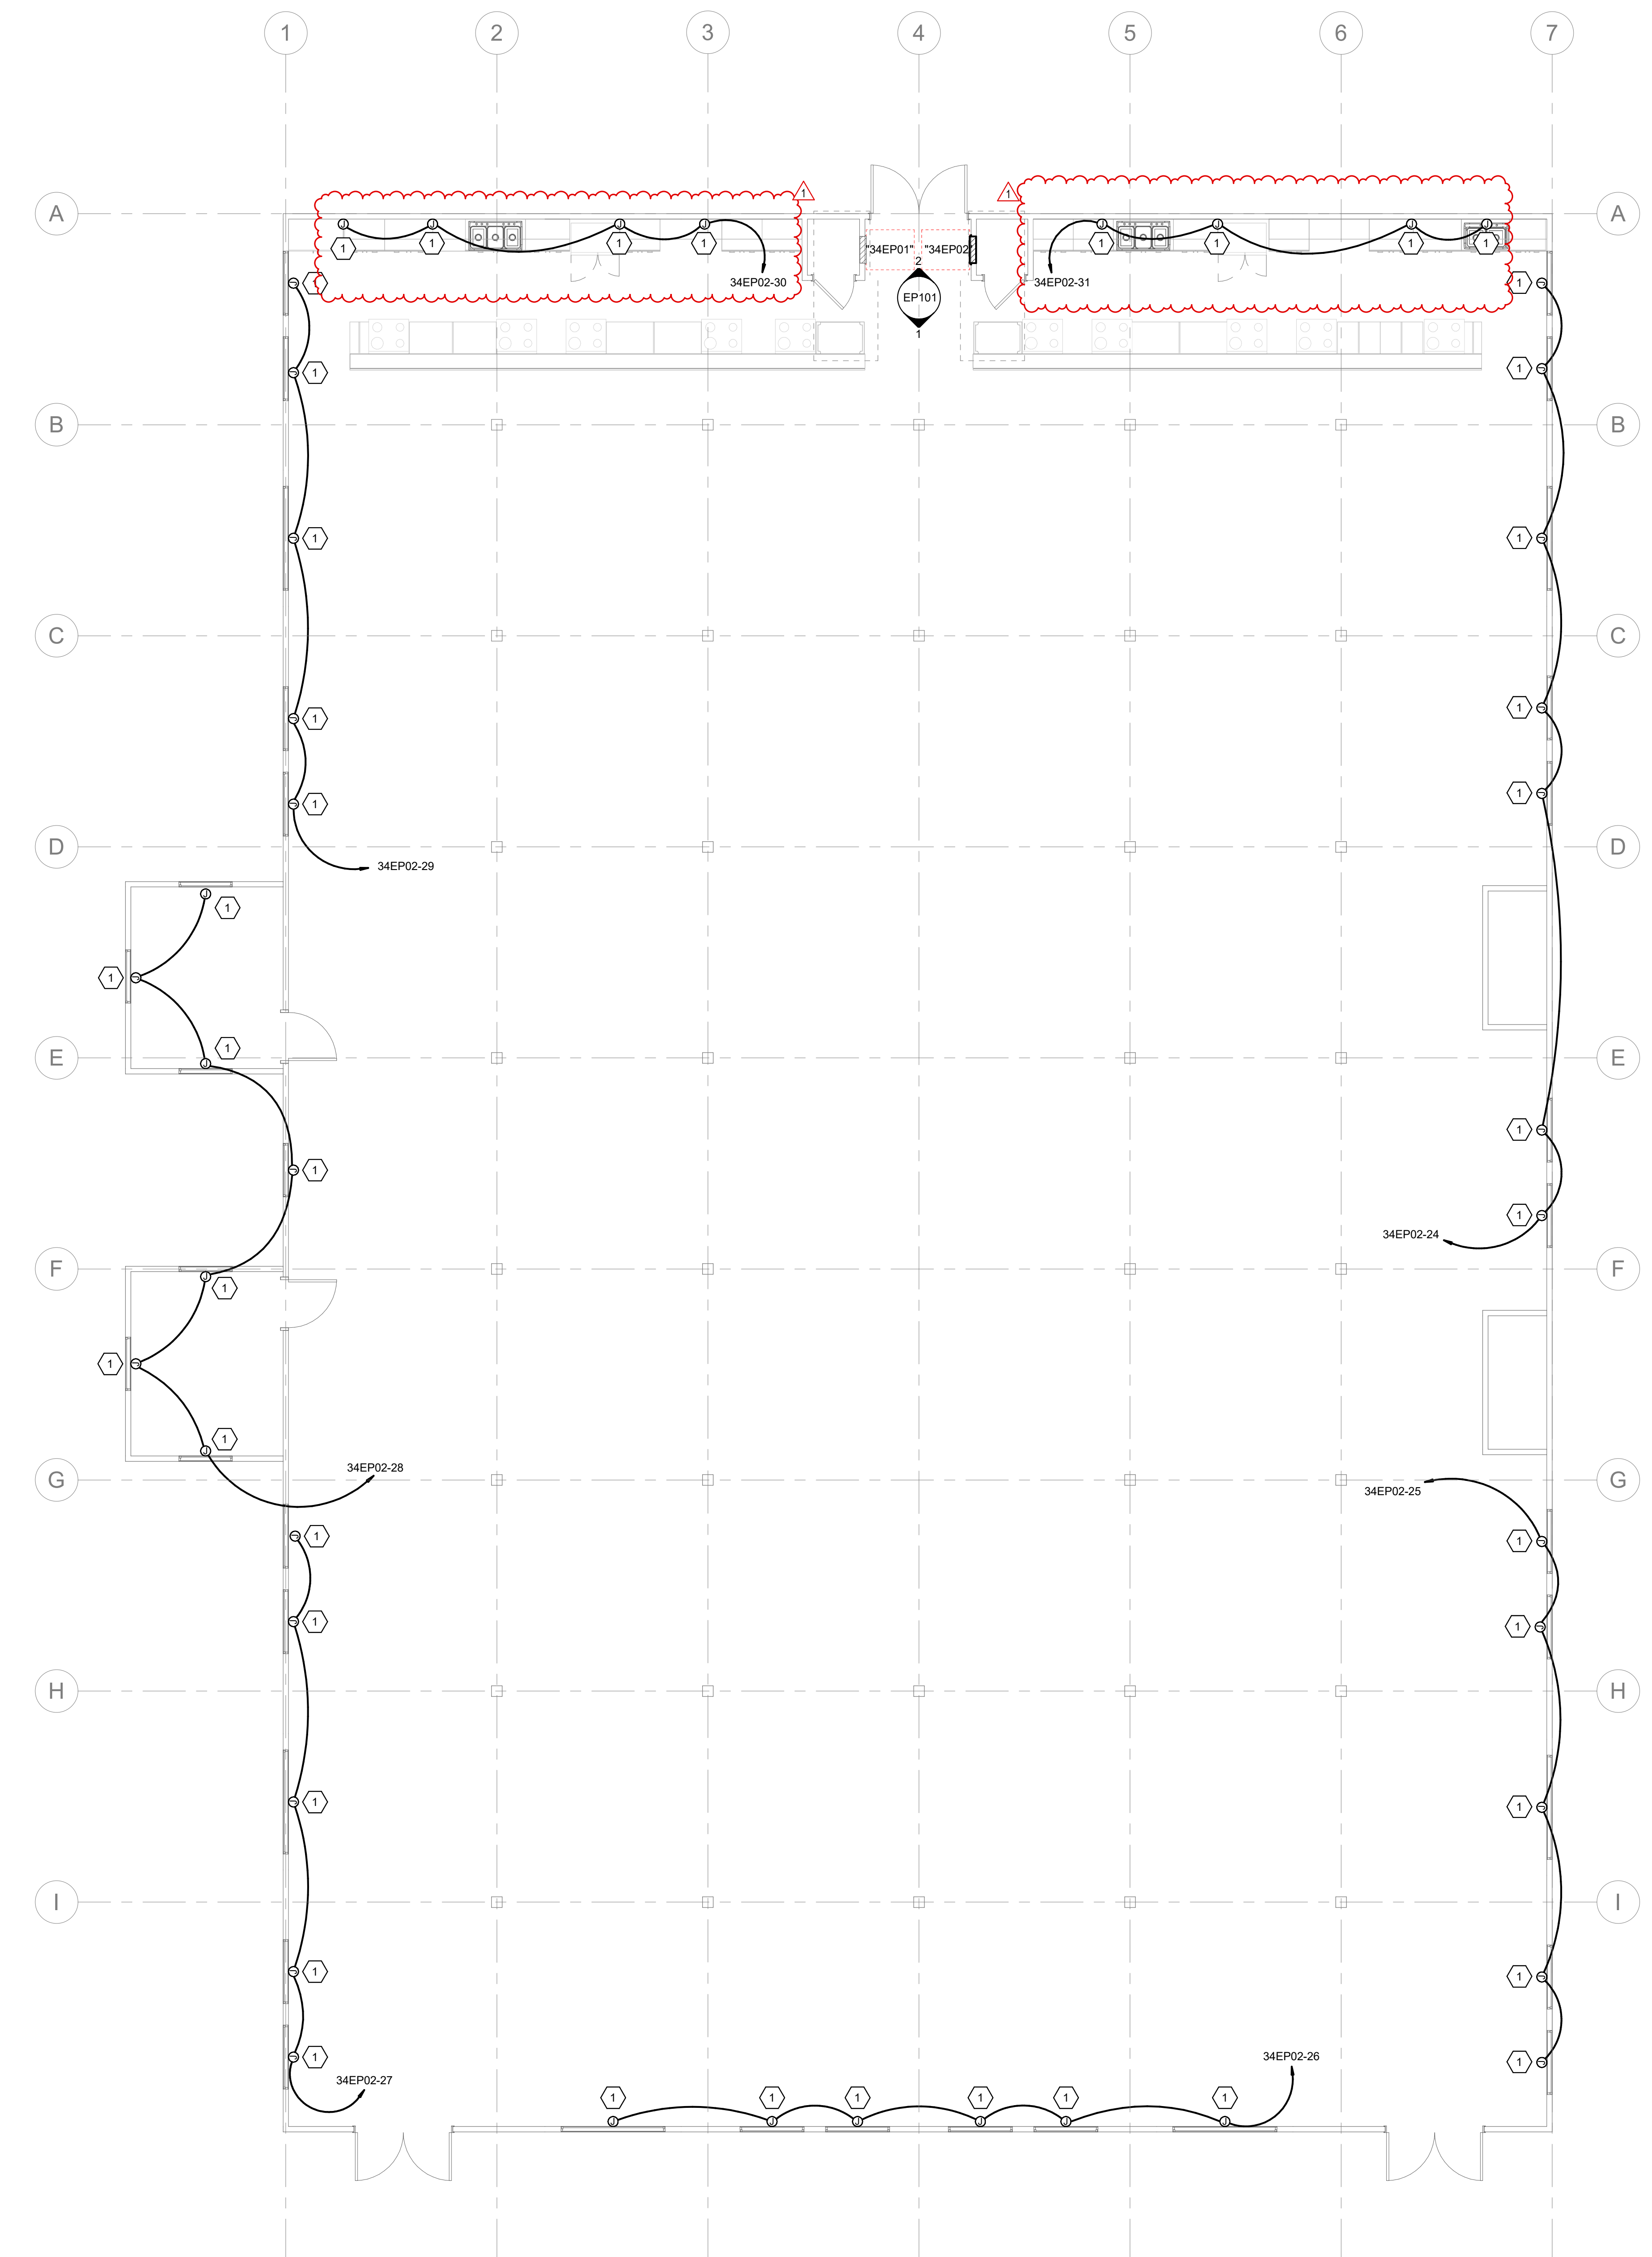 1 2 3 4 5 6 7
1 1
A A
J J J J J J J J
1 1 1 1 1 1 1 1
"34EP01" "34EP02"
2
34EP02-30 34EP02-31
J 1 1 J
EP101
1
J 1 1 J
B B
J 1 1 J
C C
J 1 1 J
J 1 1 J
D D
34EP02-29
J
1
1 J
1
J
E E
1 J
J 1
1 J
34EP02-24
F F
J
1
1 J
1
J
34EP02-28
G G
34EP02-25
J 1 1 J
J 1 1 J
H H
J 1 1 J
I I
J 1 1 J
34EP02-26
J 1 1 J
34EP02-27
1 1 1 1 1 1
J J J J J J